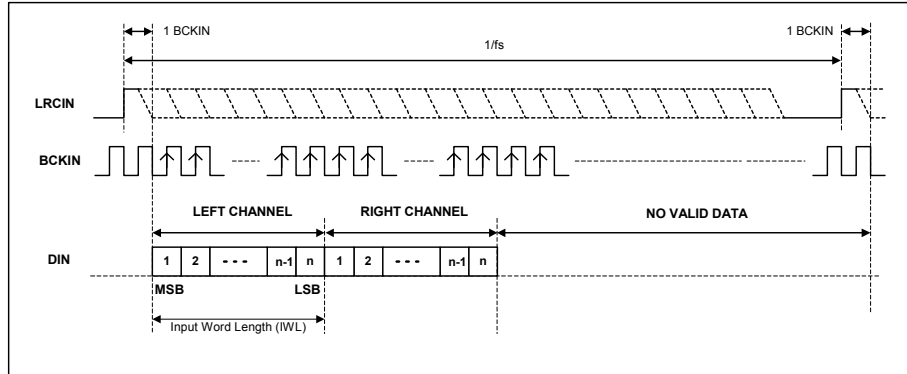 1 BCKIN
1 BCKIN
1/fs
LRCIN
BCKIN
LEFT CHANNEL
RIGHT CHANNEL
NO VALID DATA
DIN
1 2 - - - n-1 n 1 2 - - - n-1 n
MSB
LSB
Input Word Length (IWL)